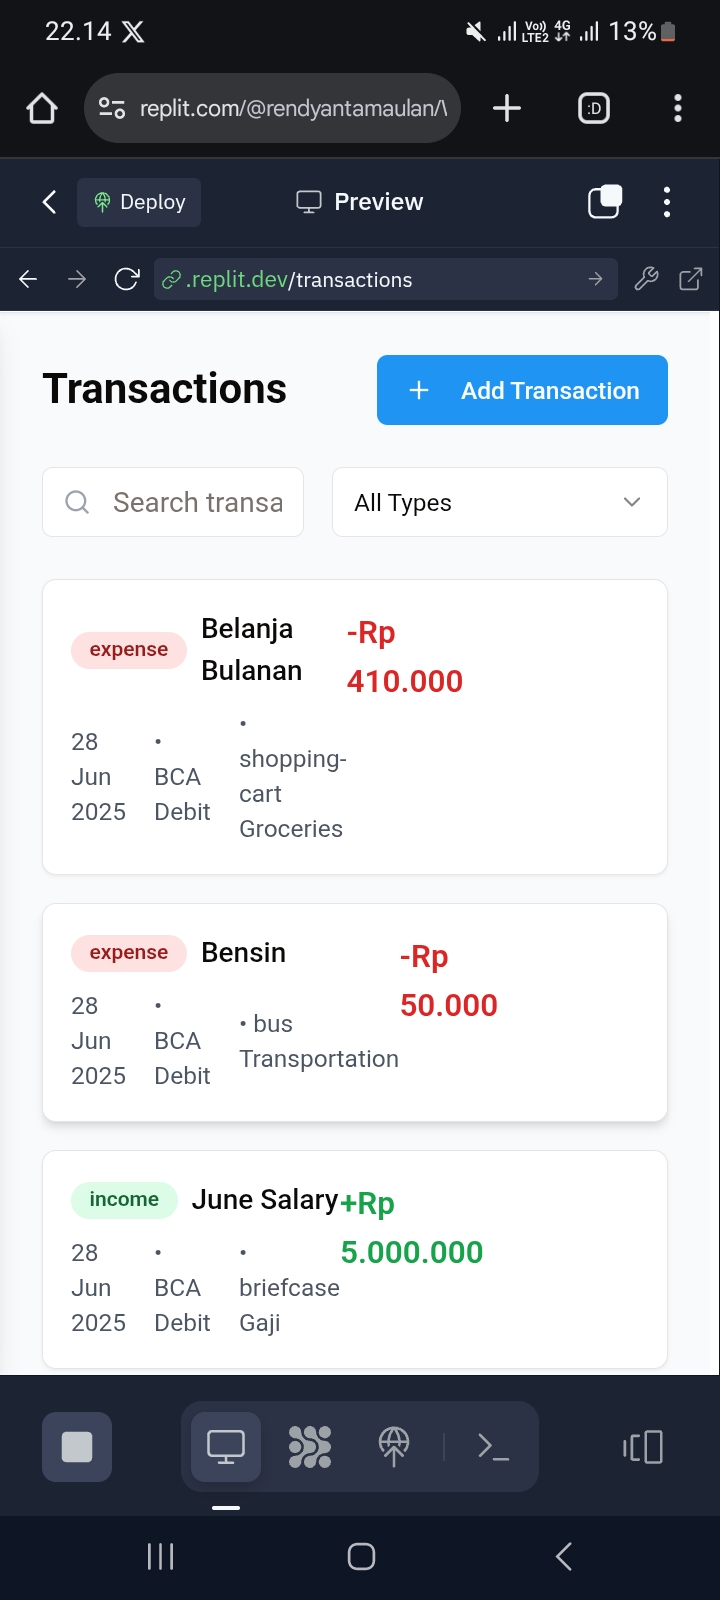 22.14
Vo)) 4G
LTE2
13%
:D
replit.com/@rendyantamaulan/\
Deploy
Preview
.replit.dev/transactions
Transactions
+ Add Transaction
Search transa
All Types
expense
Belanja
Bulanan
-Rp
410.000
28
Jun
2025
•
BCA
Debit
•
shopping-
cart
Groceries
expense
Bensin
-Rp
50.000
28
Jun
2025
•
BCA
Debit
• bus
Transportation
income
June Salary
+Rp
5.000.000
28
Jun
2025
•
BCA
Debit
•
briefcase
Gaji